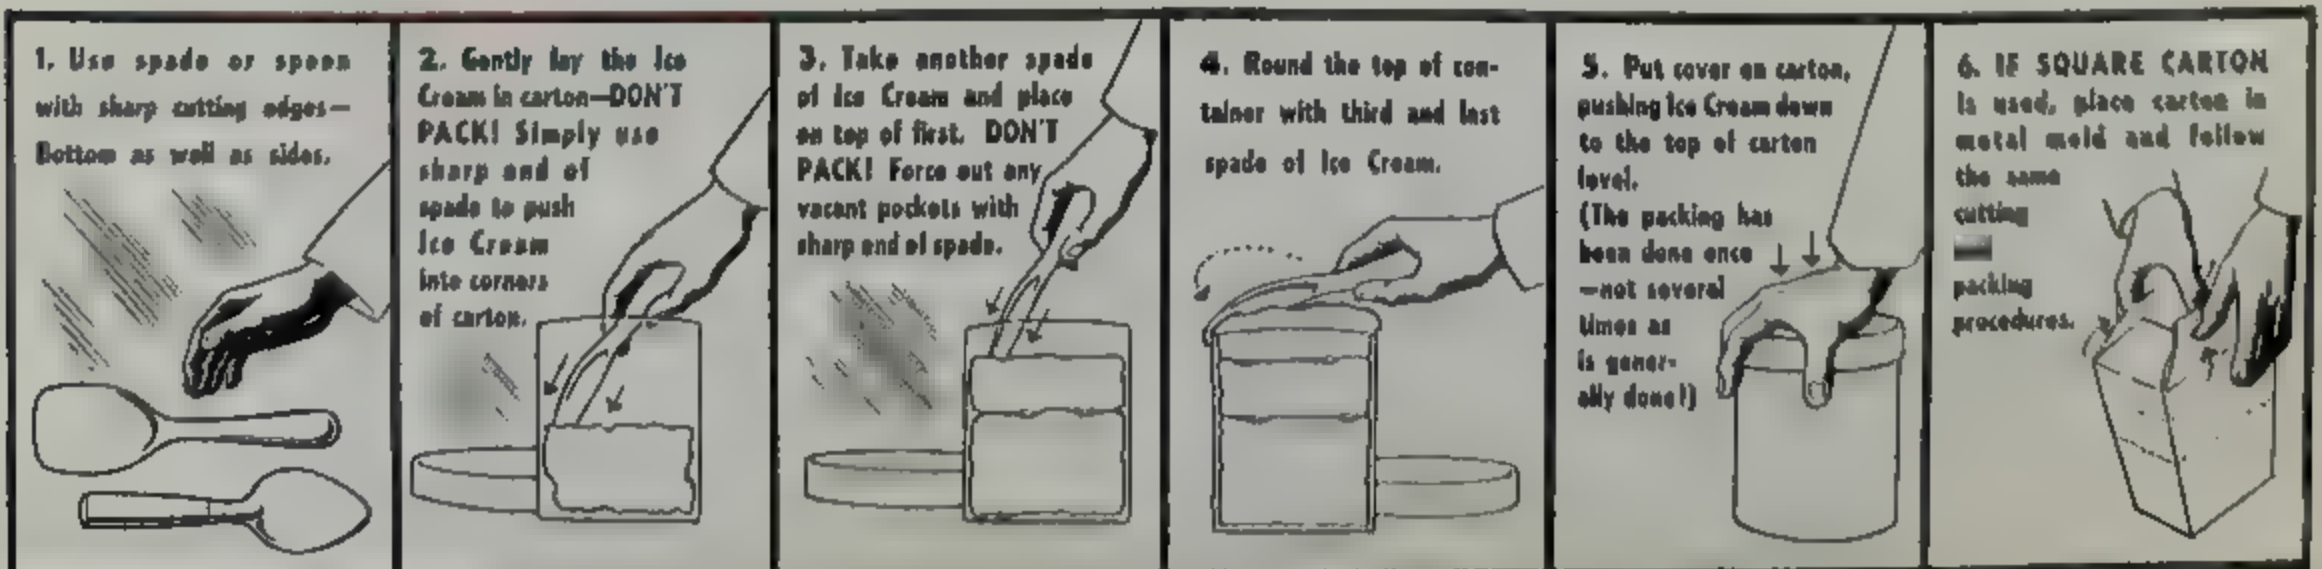 1. Use spade or spoon
with sharp cutting edges—
Bottom as well as sides.
2. Gently lay the Ice
Cream in carton—DON'T
PACK! Simply use
sharp end of
spade to push
Ice Cream
into corners
of carton.
3. Take another spade
of Ice Cream and place
on top of first. DON'T
PACK! Force out any
vacant pockets with
sharp end of spade.
4. Round the top of con-
tainer with third and last
spade of Ice Cream.
5. Put cover on carton,
pushing Ice Cream down
to the top of carton
level.
(The packing has
been done once
—not several
times as
is gener-
ally done!)
6. IF SQUARE CARTON
is used, place carton in
metal mold and follow
the same
cutting
packing
procedures.